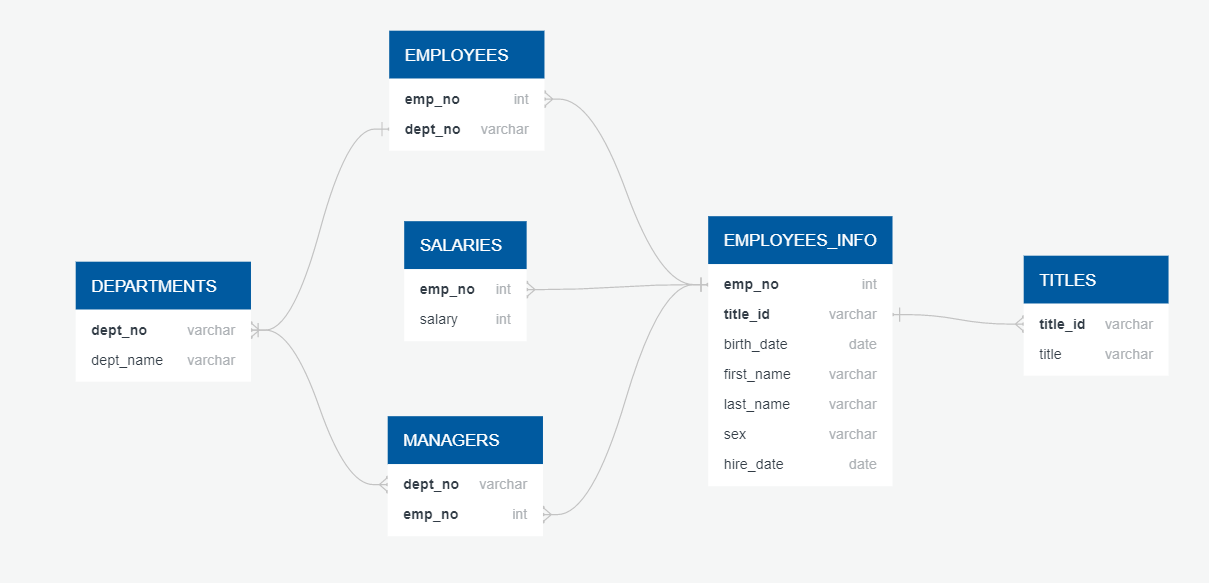 EMPLOYEES
emp_no int
dept_no varchar
SALARIES
emp_no int
salary int
DEPARTMENTS
dept_no varchar
dept_name varchar
MANAGERS
dept_no varchar
emp_no int
EMPLOYEES_INFO
emp_no int
title_id varchar
birth_date date
first_name varchar
last_name varchar
sex varchar
hire_date date
TITLES
title_id varchar
title varchar